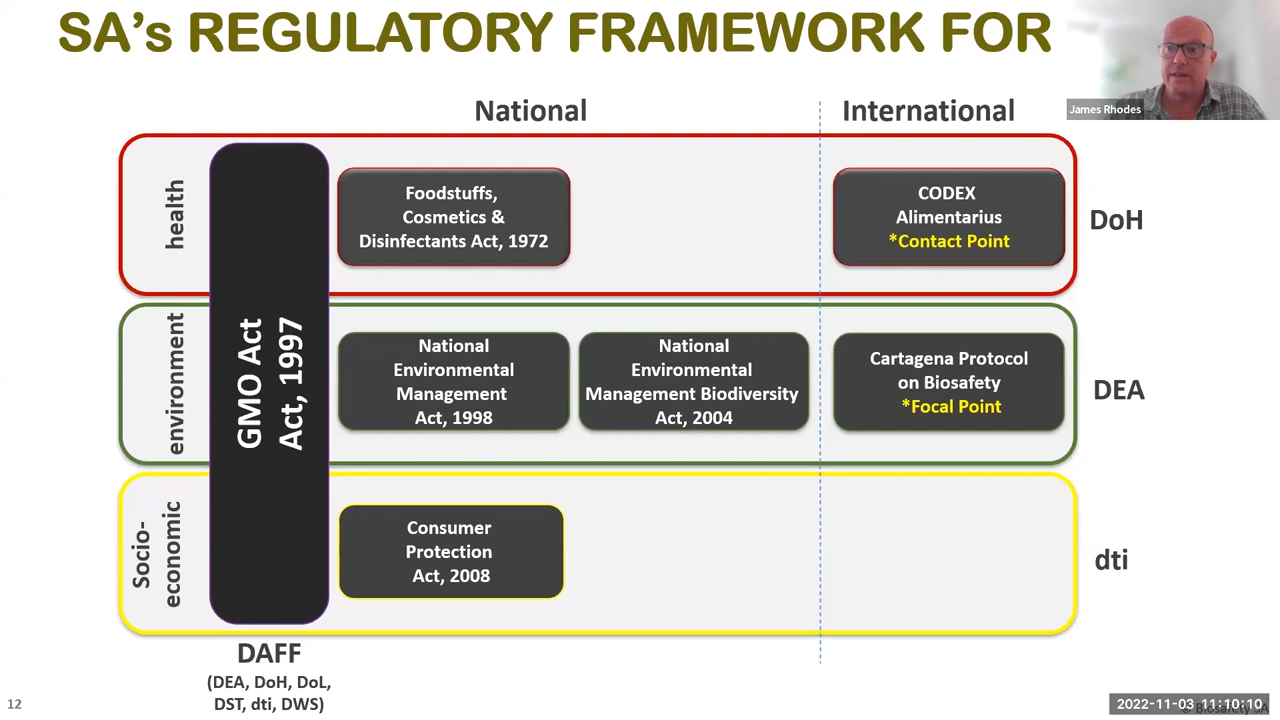 SA's REGULATORY FRAMEWORK FOR
James Rhodes
National
International
health
GMO Act
Act, 1997
Foodstuffs,
Cosmetics &
Disinfectants Act, 1972
CODEX
Alimentarius
*Contact Point
DoH
environment
National
Environmental
Management
Act, 1998
National
Environmental
Management Biodiversity
Act, 2004
Cartagena Protocol
on Biosafety
*Focal Point
DEA
Socio-
economic
Consumer
Protection
Act, 2008
dti
DAFF
(DEA, DoH, DoL,
DST, dti, DWS)
12
2022-11-03 11:10:10